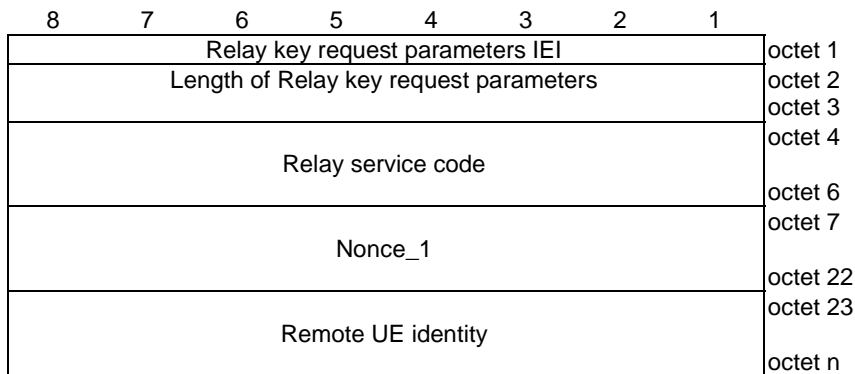 8 7 6 5 4 3 2 1
Relay key request parameters IEI octet 1
Length of Relay key request parameters octet 2
octet 3
octet 4
Relay service code
octet 6
octet 7
Nonce_1
octet 22
octet 23
Remote UE identity
octet n